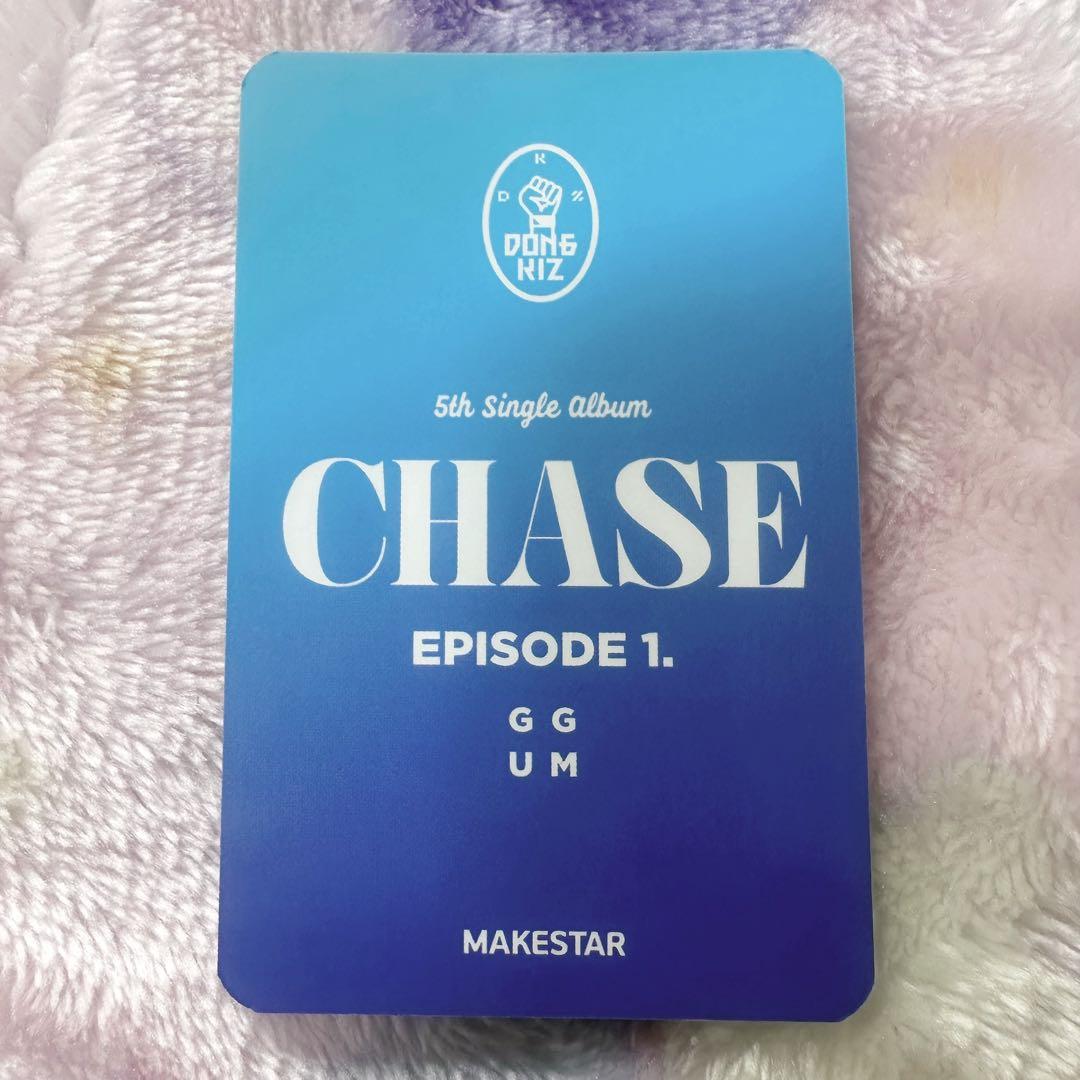 K
D %
DONG
KIZ
5th Single Album
CHASE
EPISODE 1.
G G
U M
MAKESTAR